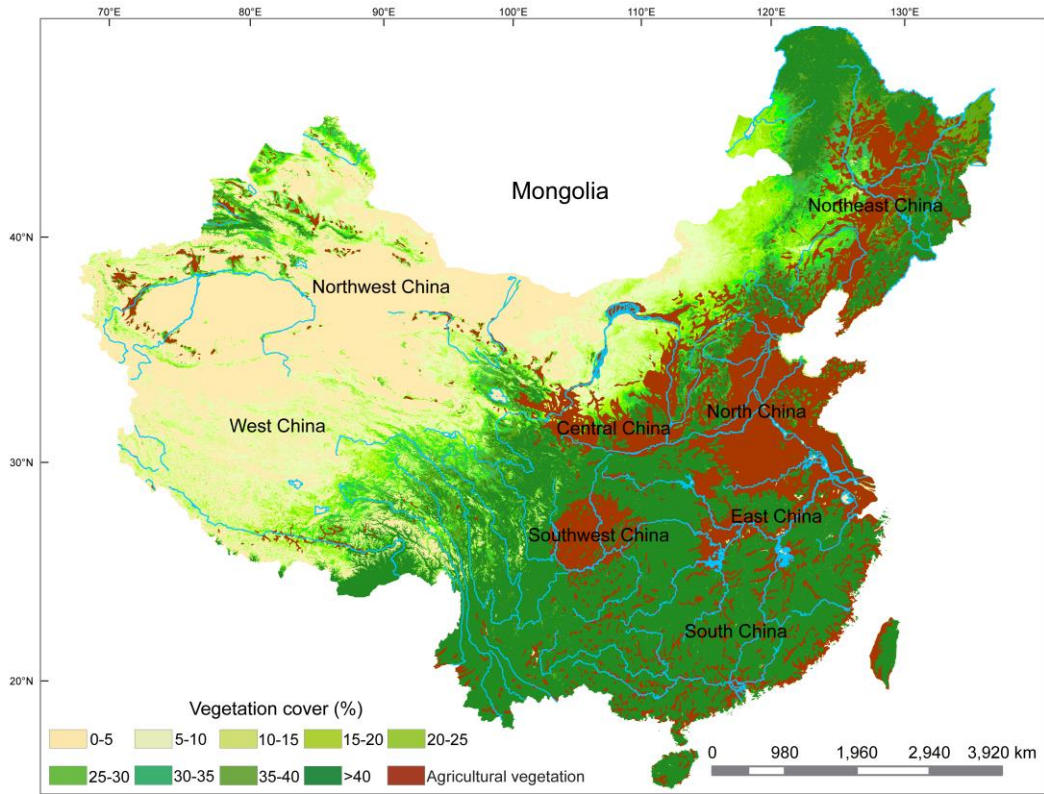 70°E 80°E 90°E 100°E 110°E 120°E 130°E
Mongolia
Northeast China
40°N
Northwest China
North China
West China
Central China
30°N
East China
Southwest China
South China
20°N
Vegetation cover (%)
0-5 5-10 10-15 15-20 20-25
0 980 1,960 2,940 3,920 km
25-30 30-35 35-40 >40 Agricultural vegetation